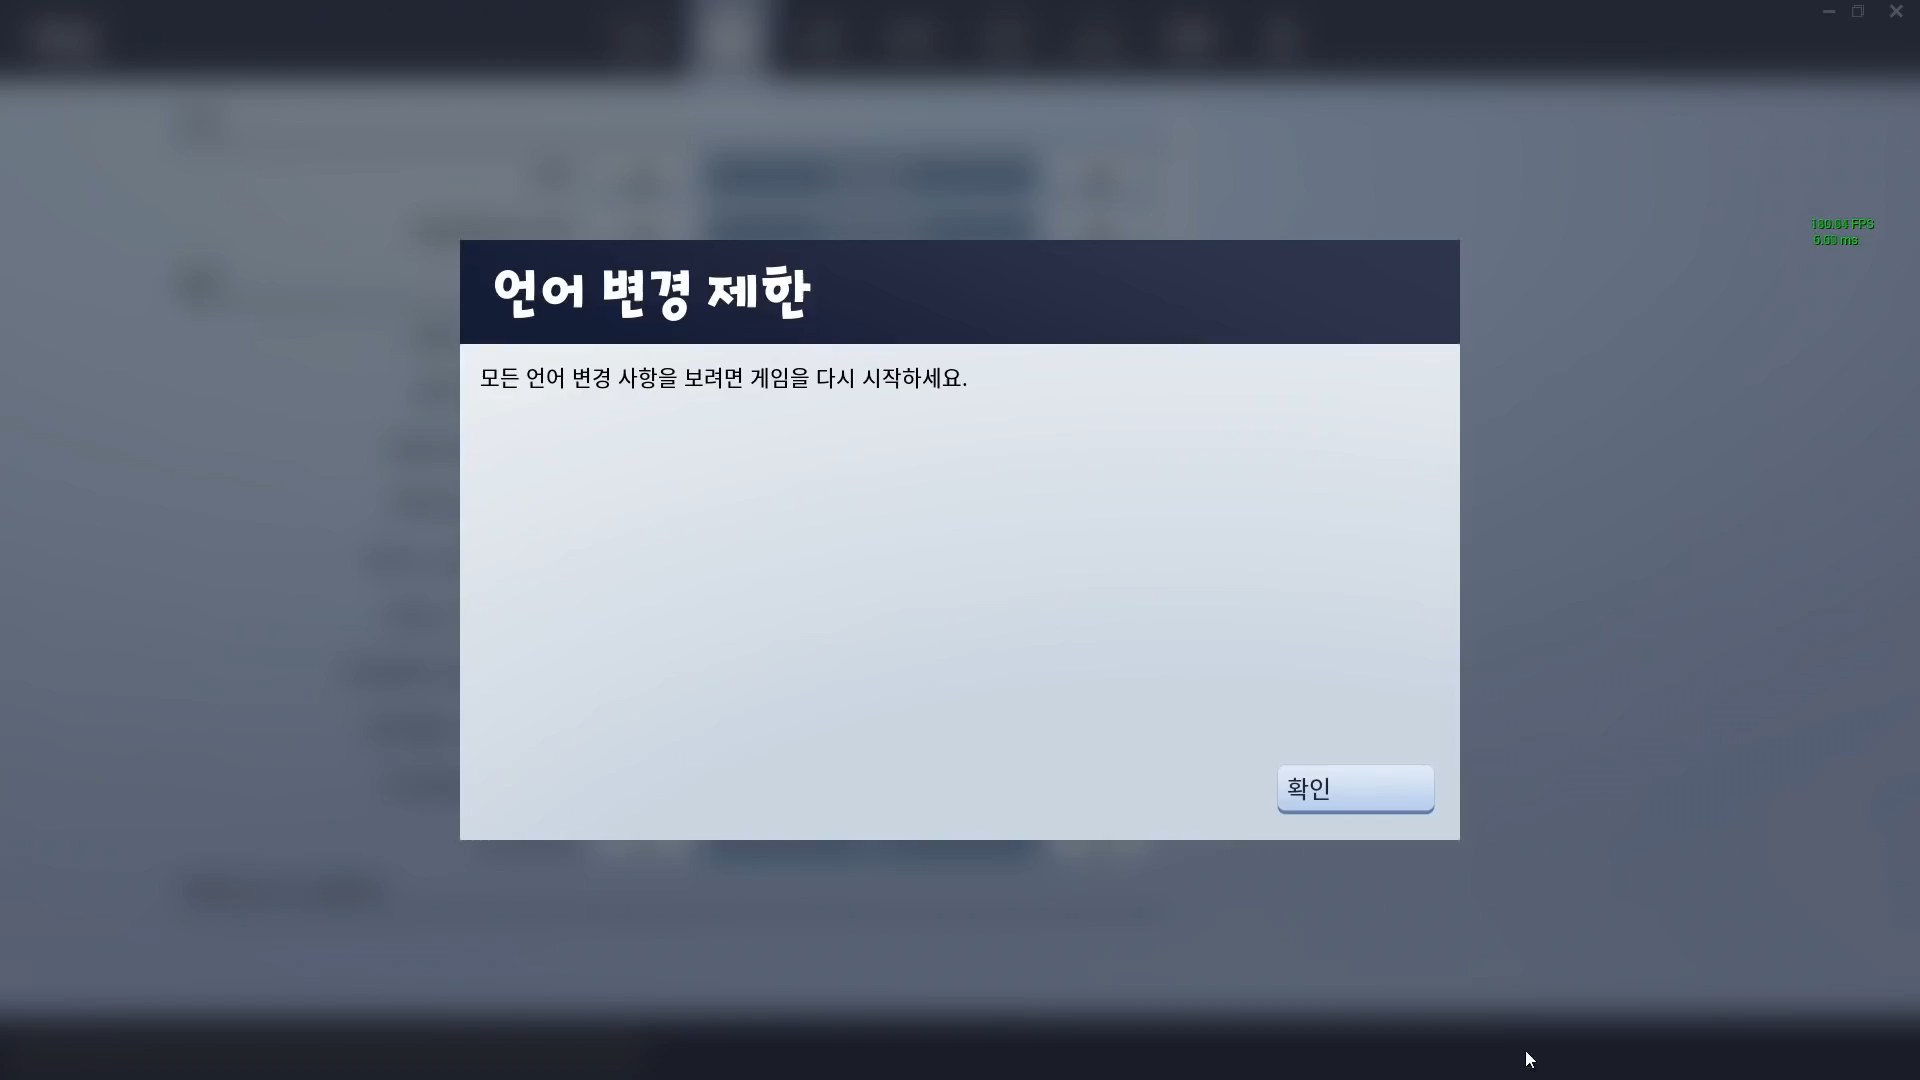 언어 변경 제한
모든 언어 변경 사항을 보려면 게임을 다시 시작하세요.
확인